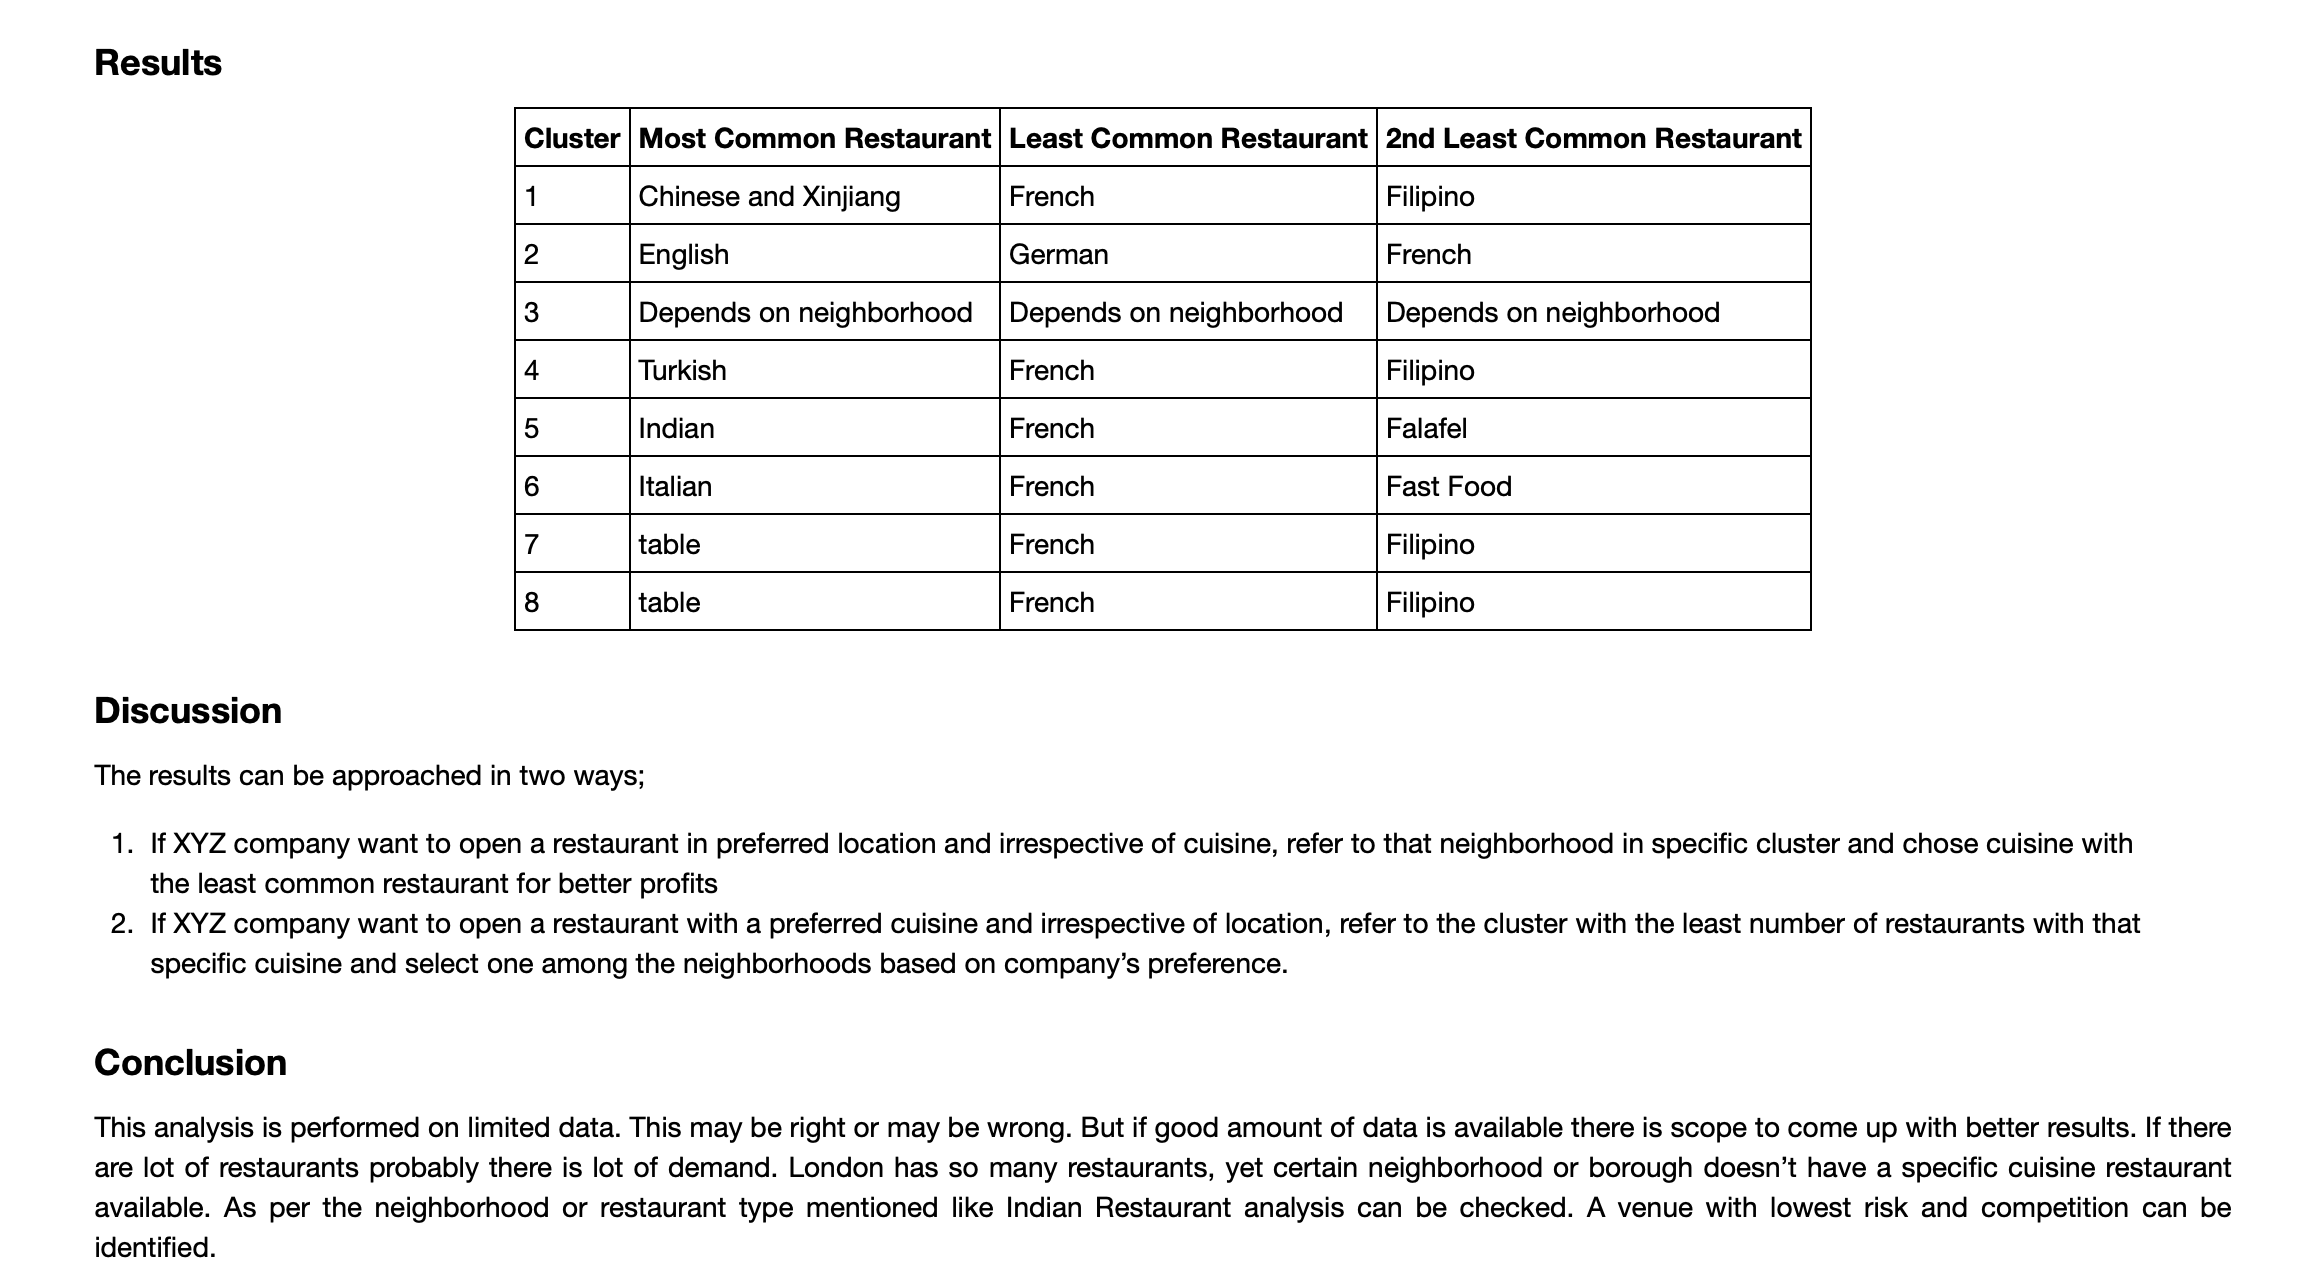 Results
Cluster Most Common Restaurant Least Common Restaurant 2nd Least Common Restaurant
1 Chinese and Xinjiang French Filipino
2 English German French
3 Depends on neighborhood Depends on neighborhood Depends on neighborhood
4 Turkish French Filipino
5 Indian French Falafel
6 Italian French Fast Food
7 table French Filipino
8 table French Filipino
Discussion
The results can be approached in two ways;
1. If XYZ company want to open a restaurant in preferred location and irrespective of cuisine, refer to that neighborhood in specific cluster and chose cuisine with
the least common restaurant for better profits
2. If XYZ company want to open a restaurant with a preferred cuisine and irrespective of location, refer to the cluster with the least number of restaurants with that
specific cuisine and select one among the neighborhoods based on company’s preference.
Conclusion
This analysis is performed on limited data. This may be right or may be wrong. But if good amount of data is available there is scope to come up with better results. If there
are lot of restaurants probably there is lot of demand. London has so many restaurants, yet certain neighborhood or borough doesn’t have a specific cuisine restaurant
available. As per the neighborhood or restaurant type mentioned like Indian Restaurant analysis can be checked. A venue with lowest risk and competition can be
identified.